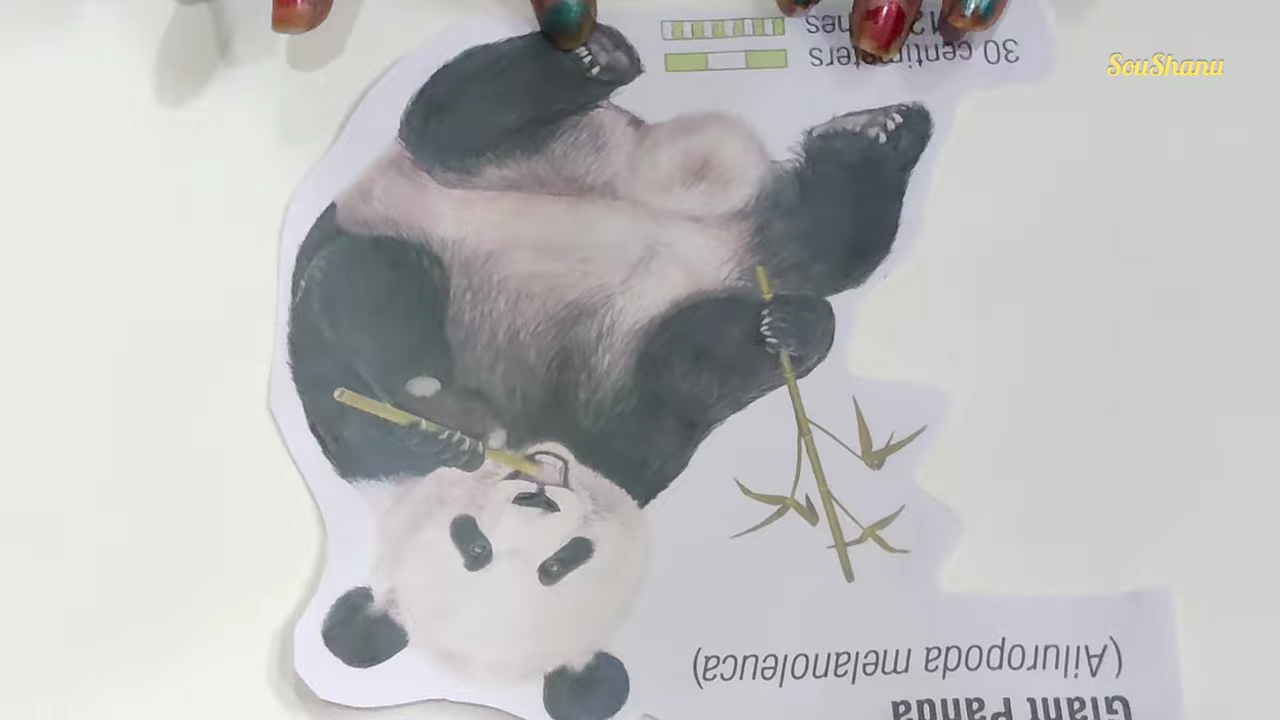 SouShanu
Giant Panda
(Ailuropoda melanoleuca)
30 centimeters